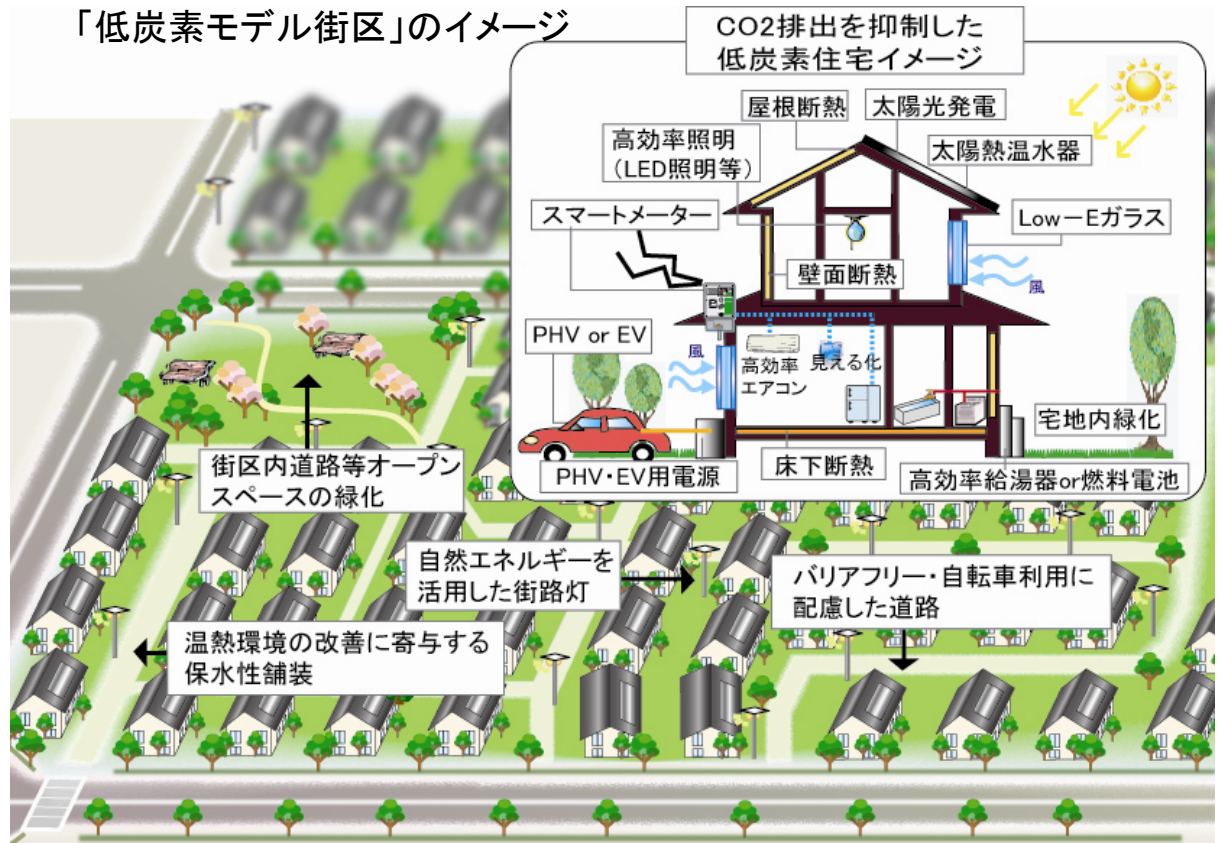 「低炭素モデル街区」のイメージ
CO2排出を抑制した
低炭素住宅イメージ
屋根断熱
太陽光発電
高効率照明
（LED照明等）
太陽熱温水器
スマートメーター
Low－Eガラス
壁面断熱
風
PHV or EV
風
高効率
エアコン
見える化
宅地内緑化
床下断熱
PHV・EV用電源
高効率給湯器or燃料電池
街区内道路等オープン
スペースの緑化
自然エネルギーを
活用した街路灯
バリアフリー・自転車利用に
配慮した道路
温熱環境の改善に寄与する
保水性舗装